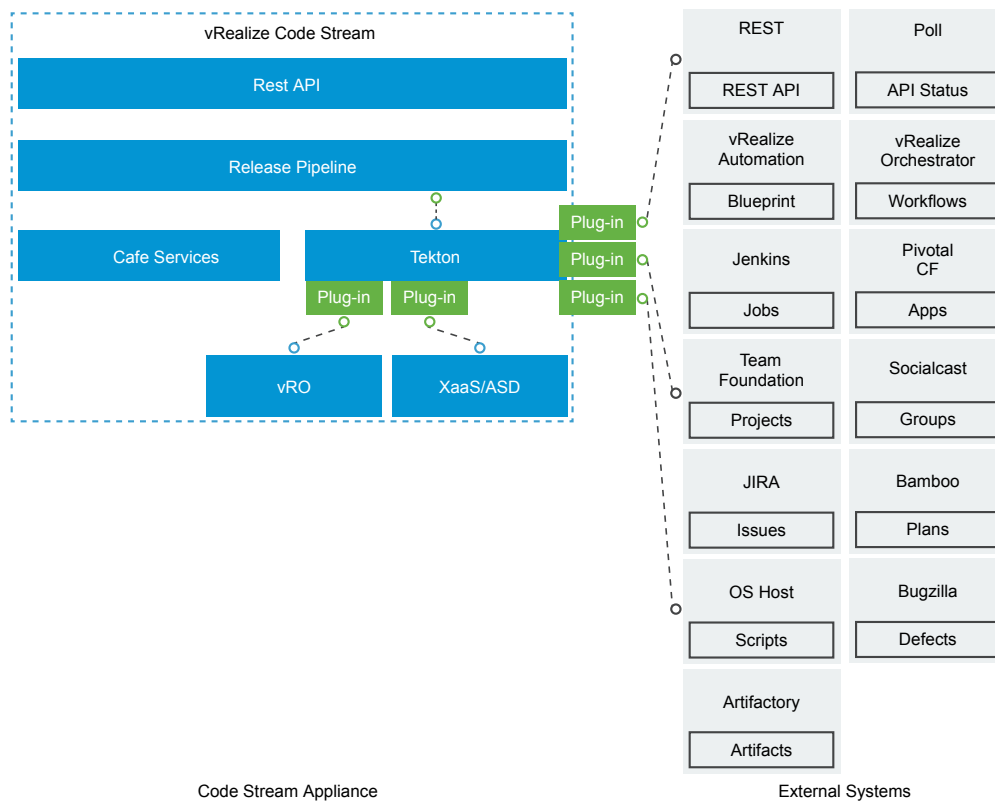 vRealize Code Stream
Rest API
Release Pipeline
Cafe Services
Tekton
Plug-in
Plug-in
Plug-in
Plug-in
Plug-in
vRO
XaaS/ASD
REST
REST API
Poll
API Status
vRealize
Automation
Blueprint
vRealize
Orchestrator
Workflows
Jenkins
Jobs
Pivotal
CF
Apps
Team
Foundation
Projects
Socialcast
Groups
JIRA
Issues
Bamboo
Plans
OS Host
Scripts
Bugzilla
Defects
Artifactory
Artifacts
Code Stream Appliance
External Systems